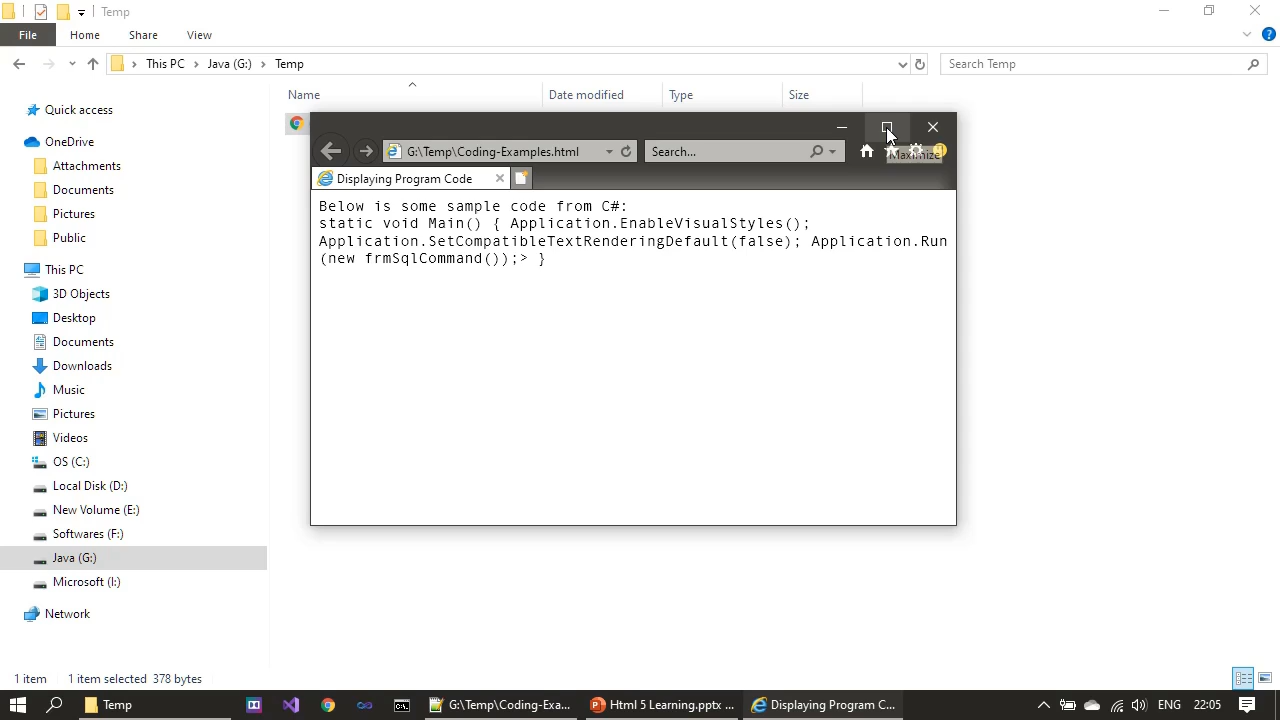 Temp
File Home Share View
This PC Java (G:) Temp Search Temp
Name Date modified Type Size
Quick access
OneDrive
Attachments
Documents
Pictures
Public
This PC
3D Objects
Desktop
Documents
Downloads
Music
Pictures
Videos
OS (C:)
Local Disk (D:)
New Volume (E:)
Softwares (F:)
Java (G:)
Microsoft (I:)
Network
G:\Temp\Coding-Examples.html Search...
Maximize
Displaying Program Code
Below is some sample code from C#:
static void Main() { Application.EnableVisualStyles();
Application.SetCompatibleTextRenderingDefault(false); Application.Run
(new frmSqlCommand());> }
1 item 1 item selected 378 bytes
Temp G:\Temp\Coding-Exa... Html 5 Learning.pptx ... Displaying Program C... ENG 22:05